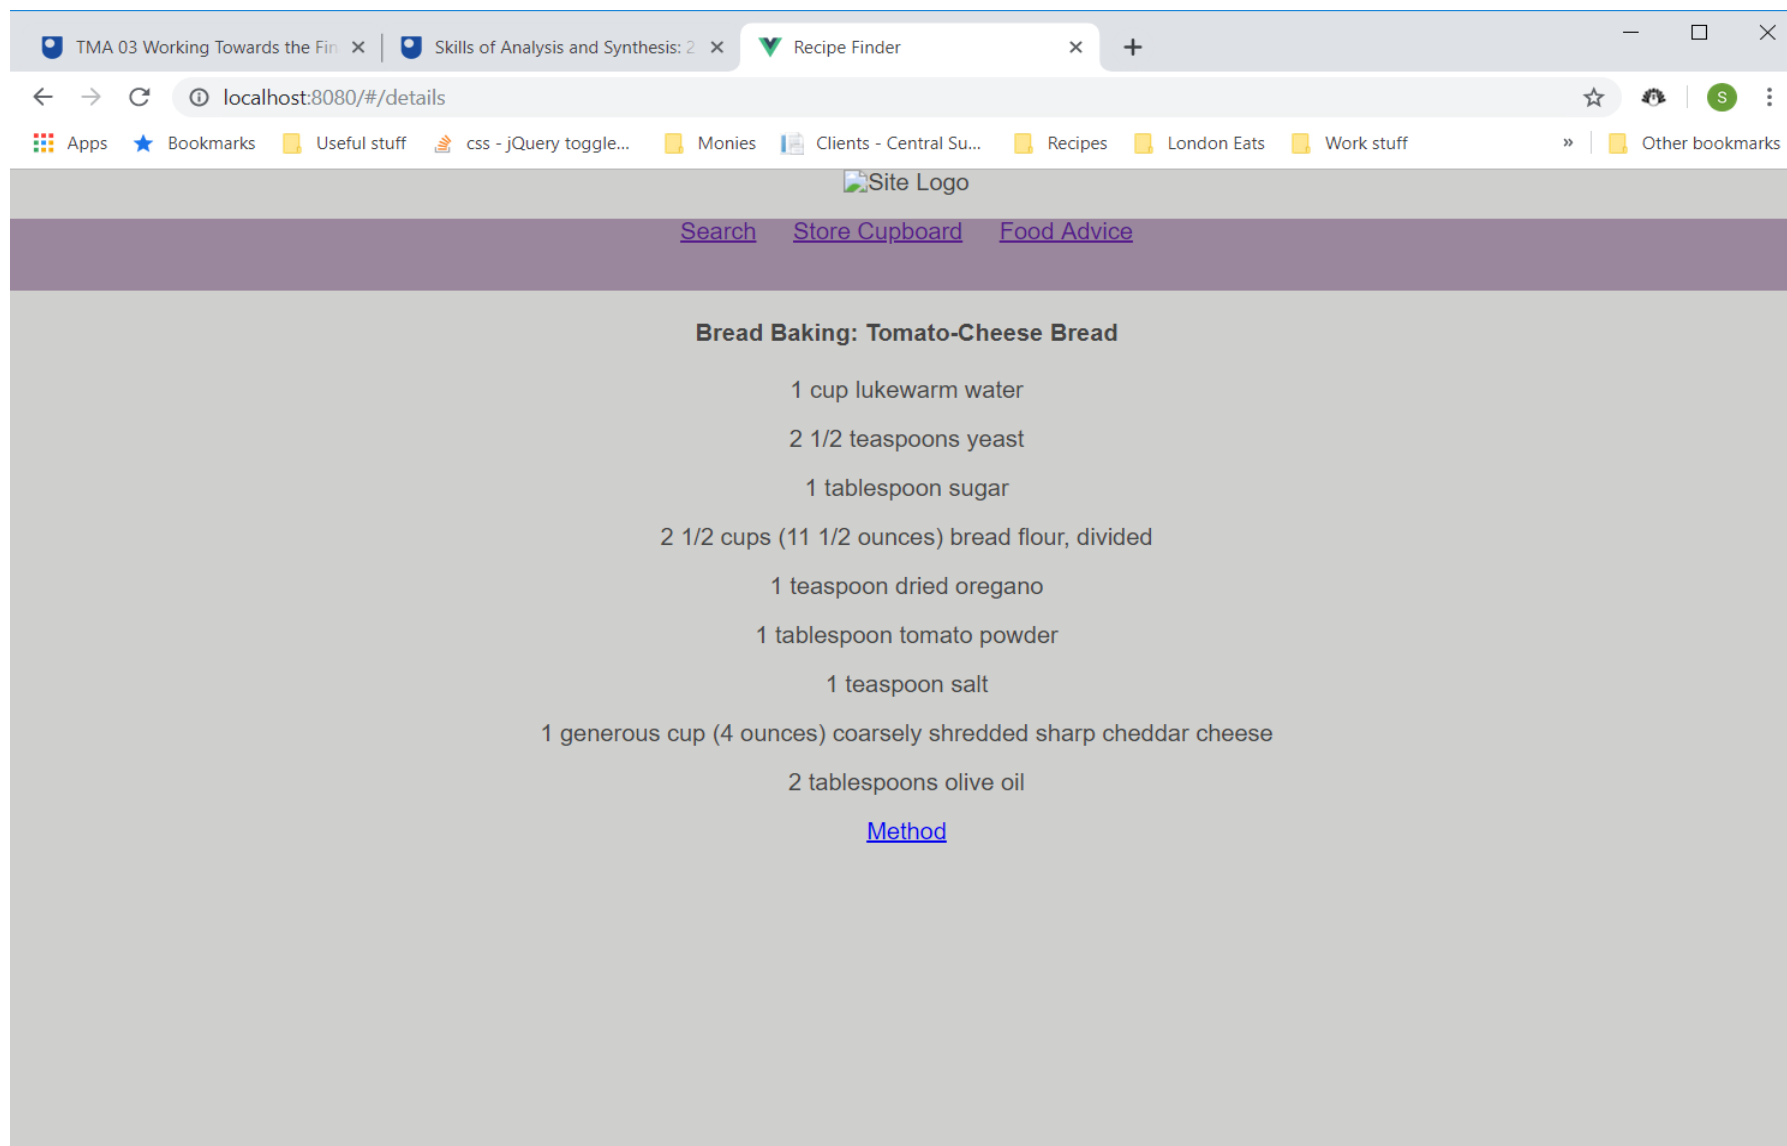 TMA 03 Working Towards the Fin
Skills of Analysis and Synthesis: 2
Recipe Finder
localhost:8080/#/details
S
Apps Bookmarks Useful stuff css - jQuery toggle... Monies Clients - Central Su... Recipes London Eats Work stuff » Other bookmarks
Site Logo
Search Store Cupboard Food Advice
Bread Baking: Tomato-Cheese Bread
1 cup lukewarm water
2 1/2 teaspoons yeast
1 tablespoon sugar
2 1/2 cups (11 1/2 ounces) bread flour, divided
1 teaspoon dried oregano
1 tablespoon tomato powder
1 teaspoon salt
1 generous cup (4 ounces) coarsely shredded sharp cheddar cheese
2 tablespoons olive oil
Method